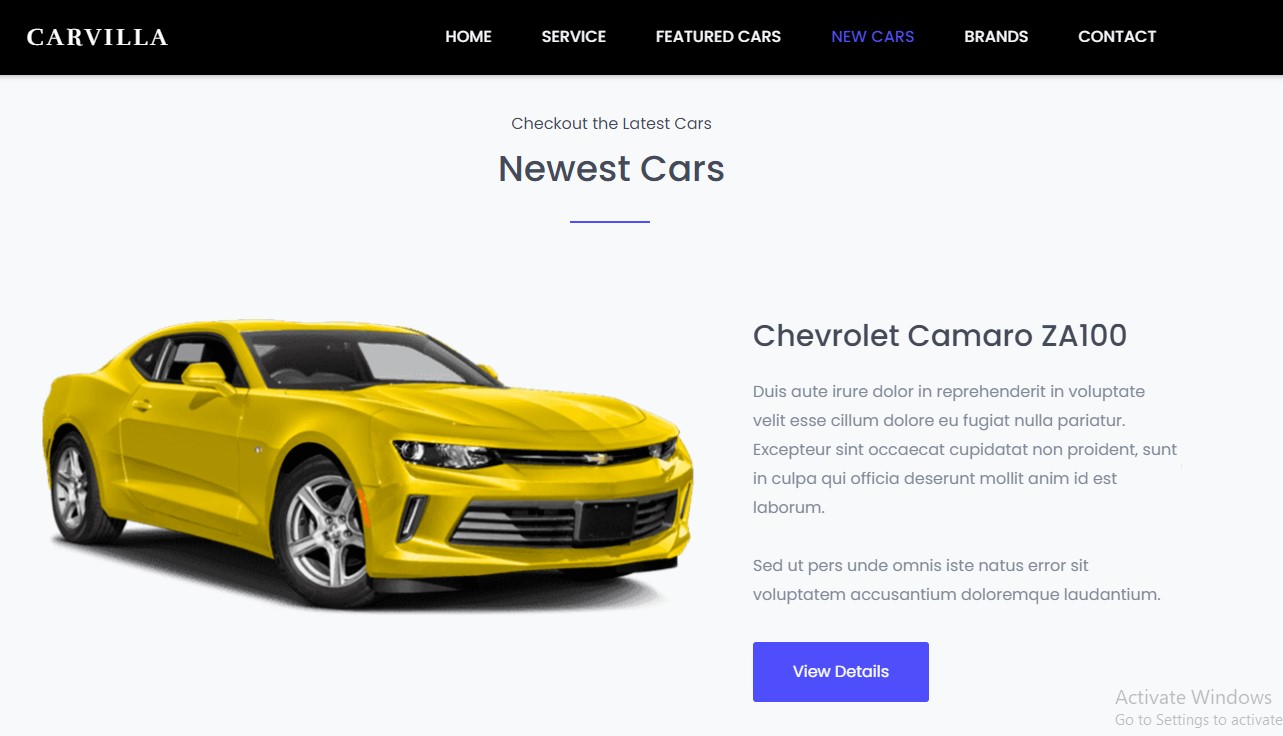 CARVILLA
HOME SERVICE FEATURED CARS NEW CARS BRANDS CONTACT
Checkout the Latest Cars
Newest Cars
Chevrolet Camaro ZA100
Duis aute irure dolor in reprehenderit in voluptate
velit esse cillum dolore eu fugiat nulla pariatur.
Excepteur sint occaecat cupidatat non proident, sunt
in culpa qui officia deserunt mollit anim id est
laborum.
Sed ut pers unde omnis iste natus error sit
voluptatem accusantium doloremque laudantium.
View Details
Activate Windows
Go to Settings to activate